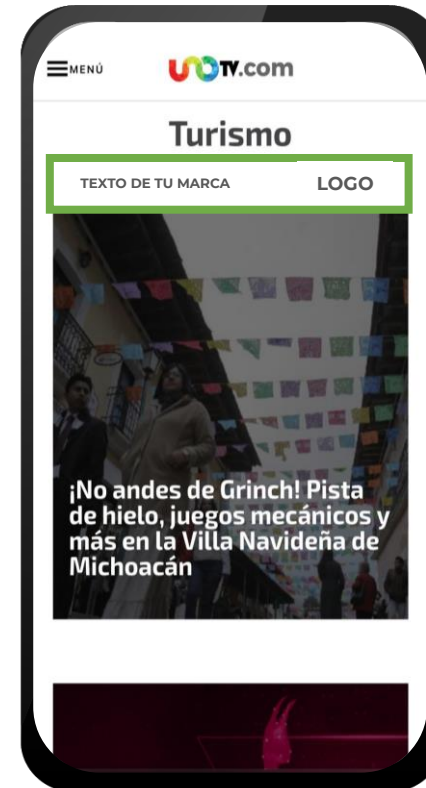 MENÚ
UNOTV.com
Turismo
TEXTO DE TU MARCA LOGO
¡No andes de Grinch! Pista
de hielo, juegos mecánicos y
más en la Villa Navideña de
Michoacán